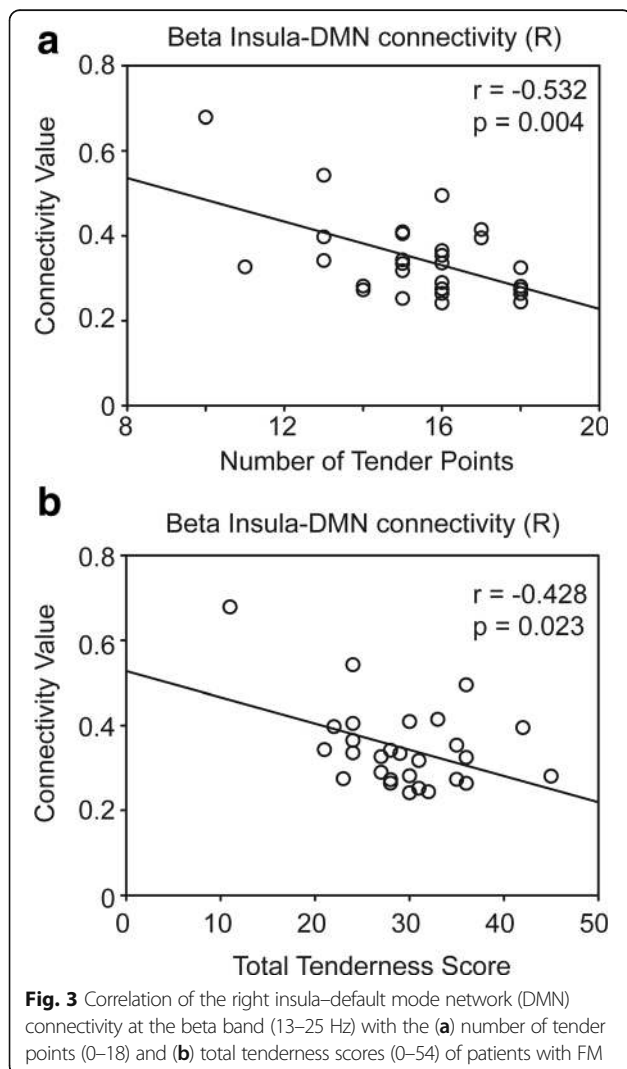 a
Beta Insula-DMN connectivity (R)
0.8
r = -0.532
p = 0.004
0.6
Connectivity Value
0.4
0.2
0
8 12 16 20
Number of Tender Points
b
Beta Insula-DMN connectivity (R)
0.8
r = -0.428
p = 0.023
0.6
Connectivity Value
0.4
0.2
0
0 10 20 30 40 50
Total Tenderness Score
Fig. 3 Correlation of the right insula–default mode network (DMN)
connectivity at the beta band (13–25 Hz) with the (a) number of tender
points (0–18) and (b) total tenderness scores (0–54) of patients with FM